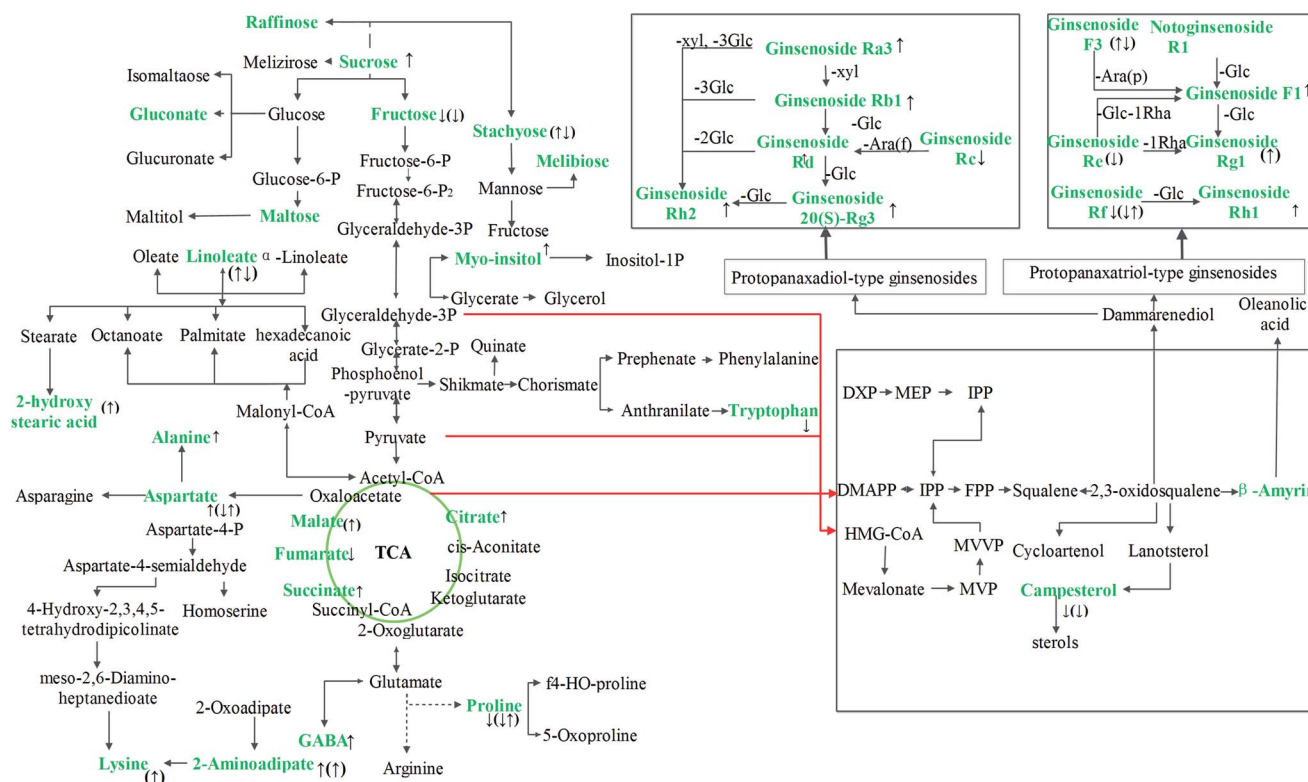 Raffinose
Melizirose
Sucrose ↑
Isomaltaose
Gluconate
Glucose
Glucuronate
Fructose ↓(↓)
Stachyose (↑↓)
Melibiose
Fructose-6-P
Glucose-6-P
Fructose-6-P₂
Mannose
Maltitol
Maltose
Glyceraldehyde-3P
Fructose
Oleate Linoleate α-Linoleate
(↑↓)
Myo-insitol ↑
Inositol-1P
Glycerate
Glycerol
Stearate
Octanoate
Palmitate
hexadecanoic
acid
Glyceraldehyde-3P
Glycerate-2-P
Quinate
Phosphoenol
-pyruvate
Shikmate
Chorismate
Prephenate
Phenylalanine
Anthranilate
Tryptophan
↓
2-hydroxy
stearic acid
(↑)
Malonyl-CoA
Alanine ↑
Pyruvate
Acetyl-CoA
Asparagine
Aspartate
↑(↓↑)
Oxaloacetate
Malate (↑)
Citrate ↑
Fumarate ↓
TCA
cis-Aconitate
Succinate ↑
Isocitrate
Succinyl-CoA
Ketoglutarate
2-Oxoglutarate
Aspartate-4-P
Aspartate-4-semialdehyde
4-Hydroxy-2,3,4,5-
tetrahydrodipicolinate
Homoserine
meso-2,6-Diamino-
heptanedioate
2-Oxoadipate
Glutamate
Proline
↓(↓↑)
f4-HO-proline
5-Oxoproline
GABA ↑
Lysine
(↑)
2-Aminoadipate ↑(↑)
Arginine
-xyl, -3Glc
Ginsenoside Ra3 ↑
-xyl
-3Glc
Ginsenoside Rb1 ↑
-Glc
-2Glc
Ginsenoside
Rd ↑
-Ara(f)
Ginsenoside
Rc ↓
-Glc
Ginsenoside
Rh2 ↑
-Glc
Ginsenoside
20(S)-Rg3 ↑
Ginsenoside
F3 (↑↓)
Notoginsenoside
R1
-Glc
-Ara(p)
Ginsenoside F1 ↑
-Glc-1Rha
-Glc
Ginsenoside
Re (↓)
-1Rha
Ginsenoside
Rg1 (↑)
Ginsenoside
Rf ↓(↓↑)
-Glc
Ginsenoside
Rh1 ↑
Protopanaxadiol-type ginsenosides
Protopanaxatriol-type ginsenosides
Dammarenediol
Oleanolic
acid
DXP
MEP
IPP
DMAPP
IPP
FPP
Squalene
2,3-oxidosqualene
β-Amyrin
HMG-CoA
MVVP
Cycloartenol
Lanotsterol
Mevalonate
MVP
Campesterol
↓(↓)
sterols